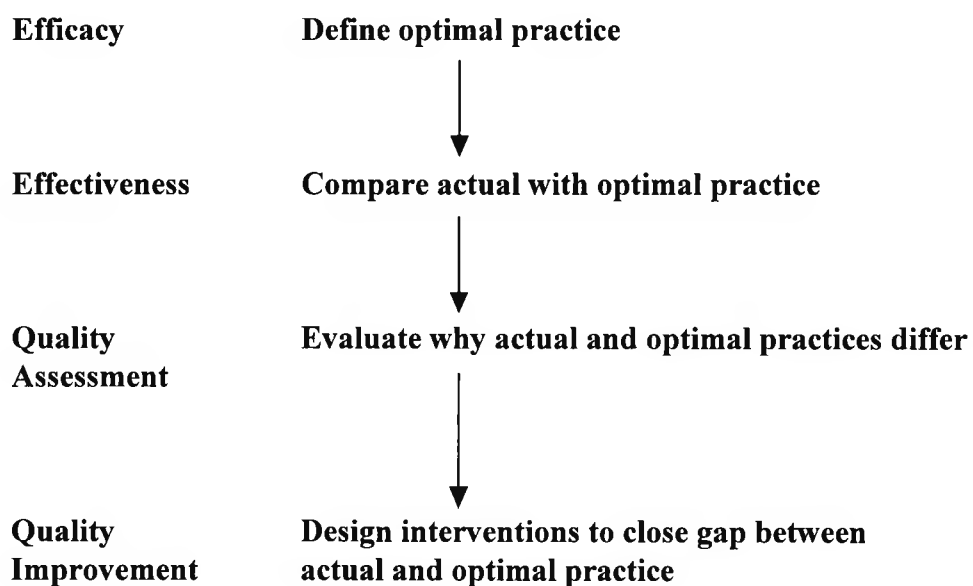 Efficacy Define optimal practice
Effectiveness Compare actual with optimal practice
Quality Evaluate why actual and optimal practices differ
Assessment
Quality Design interventions to close gap between
Improvement actual and optimal practice